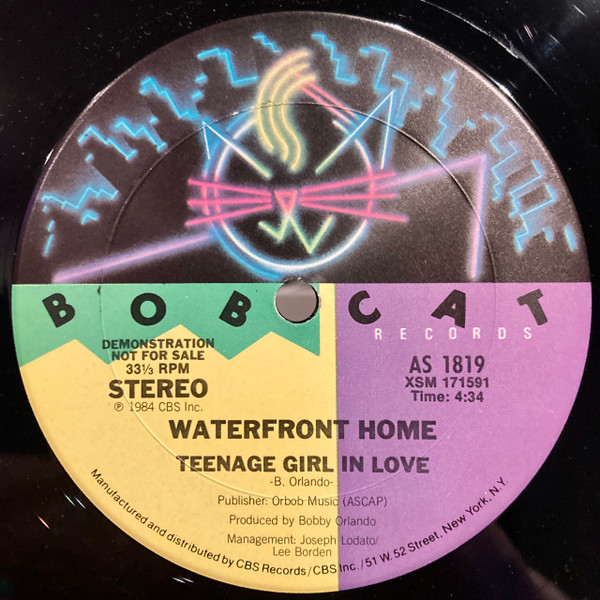 BOBCAT
RECORDS
DEMONSTRATION
NOT FOR SALE
33⅓ RPM
STEREO
℗ 1984 CBS Inc.
AS 1819
XSM 171591
Time: 4:34
WATERFRONT HOME
TEENAGE GIRL IN LOVE
-B. Orlando-
Publisher: Orbob Music (ASCAP)
Produced by Bobby Orlando
Management: Joseph Lodato/
Lee Borden
Manufactured and distributed by CBS Records/CBS Inc./51 W. 52 Street, New York, N.Y.